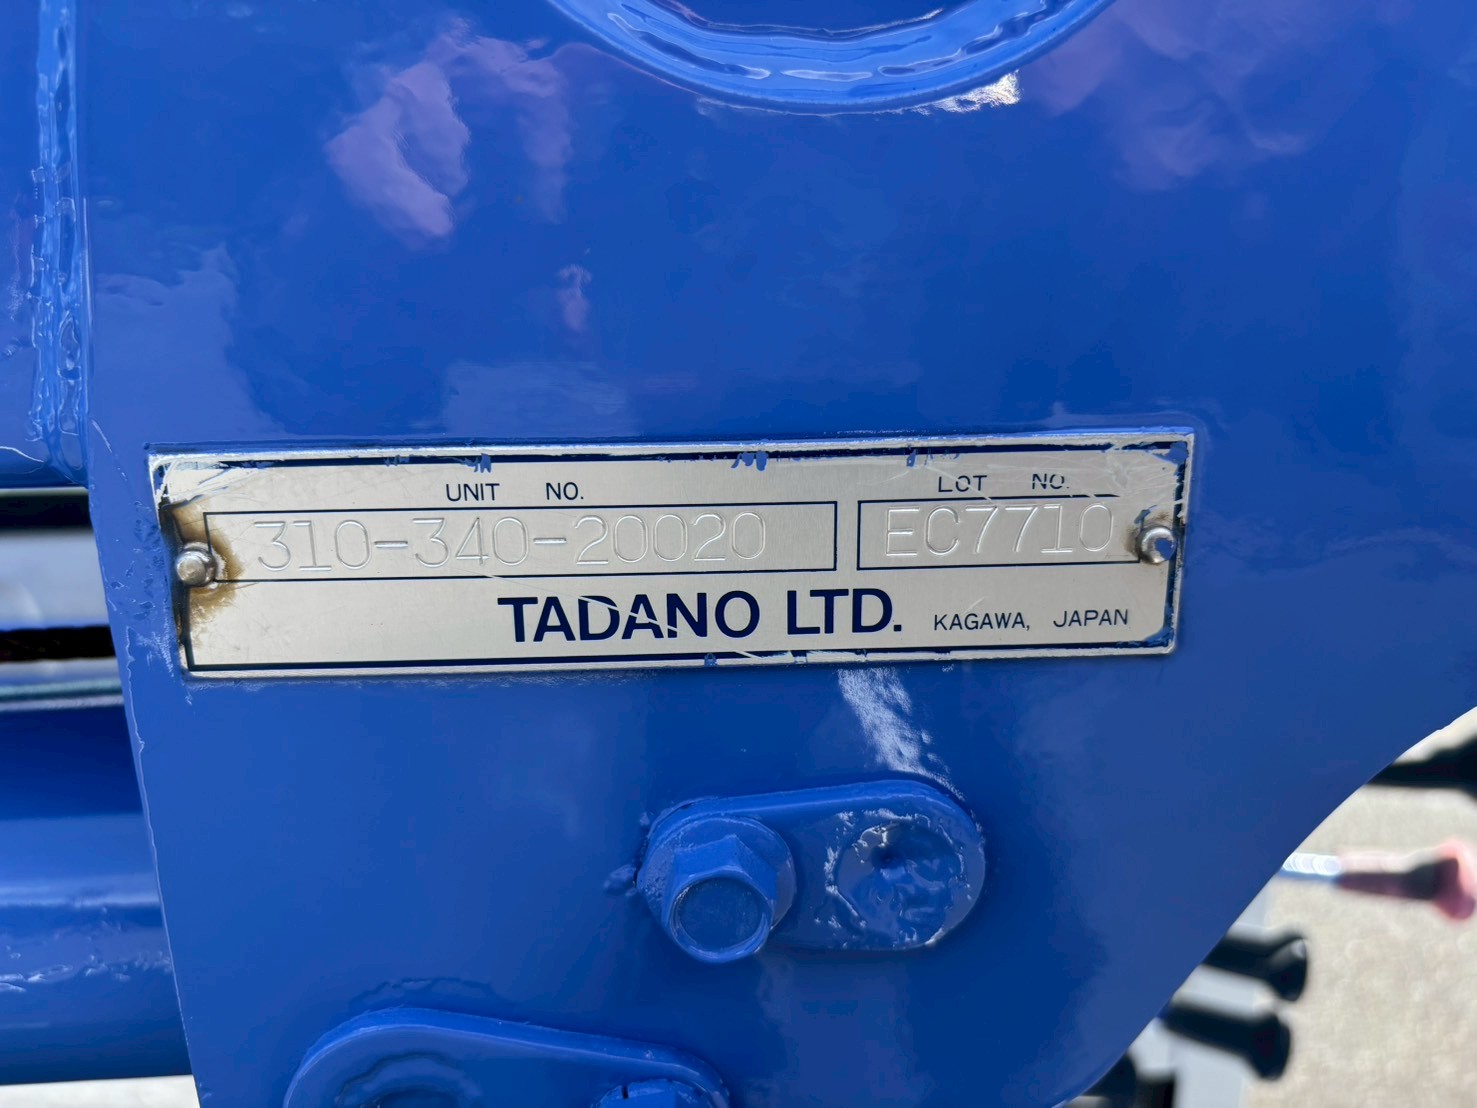 UNIT NO. LOT NO.
310-340-20020 EC7710
TADANO LTD. KAGAWA, JAPAN